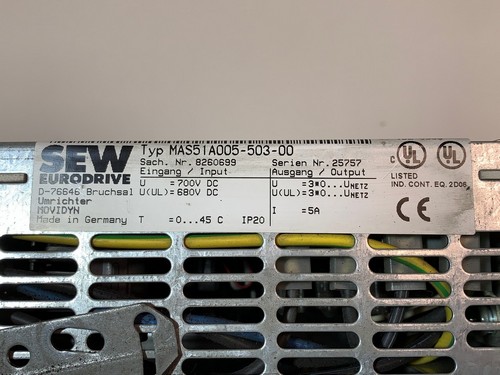 SEW
EURODRIVE
D-76646 Bruchsal
Umrichter
MOVIDYN
Made in Germany
Typ MAS51A005-503-00
Sach. Nr. 8260699
Eingang / Input
U =700V DC
U(UL)=680V DC
T =0...45 C IP20
Serien Nr. 25757
Ausgang / Output
U =3*0...UNETZ
U(UL)=3*0...UNETZ
I =5A
C UL UL
LISTED
IND. CONT. EQ. 2D06
CE